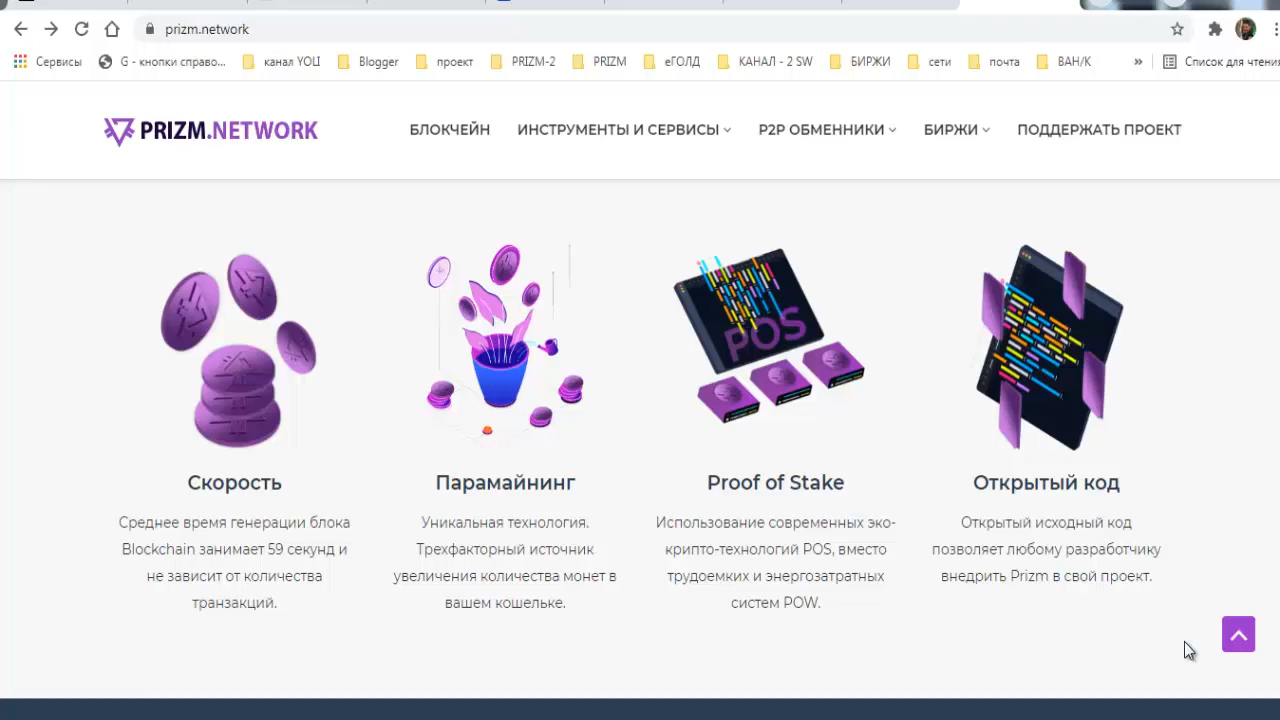 prizm.network
Сервисы G - кнопки справо... канал YOLI Blogger проект PRIZM-2 PRIZM еГОЛД КАНАЛ - 2 SW БИРЖИ сети почта ВАН/К » Список для чтени
PRIZM.NETWORK БЛОКЧЕЙН ИНСТРУМЕНТЫ И СЕРВИСЫ P2P ОБМЕННИКИ БИРЖИ ПОДДЕРЖАТЬ ПРОЕКТ
POS
Скорость
Среднее время генерации блока
Blockchain занимает 59 секунд и
не зависит от количества
транзакций.
Парамайнинг
Уникальная технология.
Трехфакторный источник
увеличения количества монет в
вашем кошельке.
Proof of Stake
Использование современных эко-
крипто-технологий POS, вместо
трудоемких и энергозатратных
систем POW.
Открытый код
Открытый исходный код
позволяет любому разработчику
внедрить Prizm в свой проект.